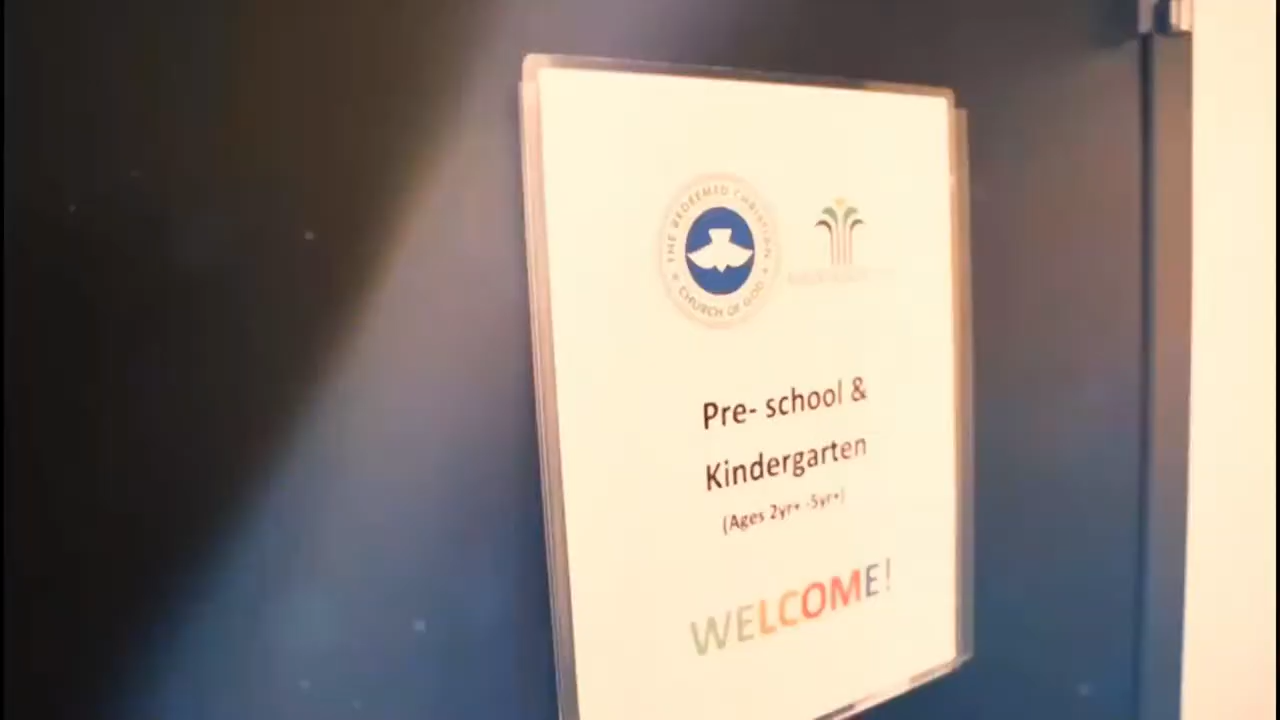 THE REDEEMED CHRISTIAN
CHURCH OF GOD
Pre- school &
Kindergarten
(Ages 2yr+ -5yr+)
WELCOME!